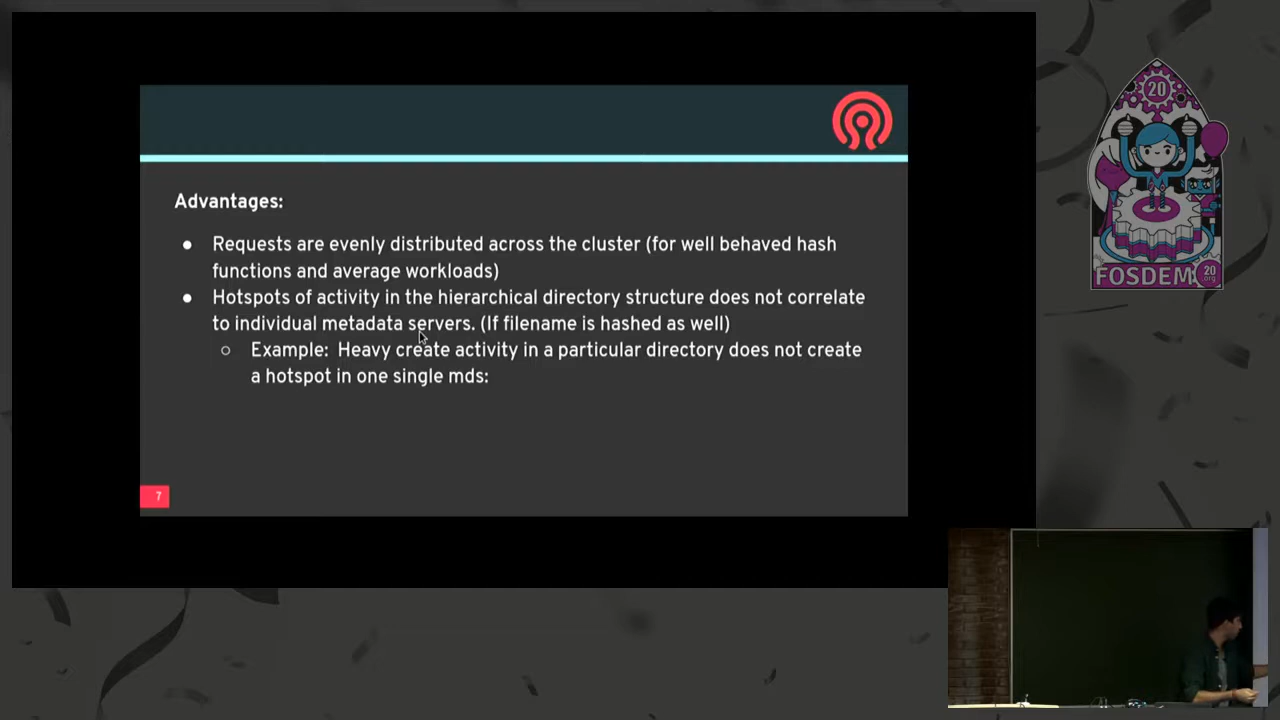 Advantages:
● Requests are evenly distributed across the cluster (for well behaved hash
functions and average workloads)
● Hotspots of activity in the hierarchical directory structure does not correlate
to individual metadata servers. (If filename is hashed as well)
○ Example: Heavy create activity in a particular directory does not create
a hotspot in one single mds:
7
20
FOSDEM
20
.org